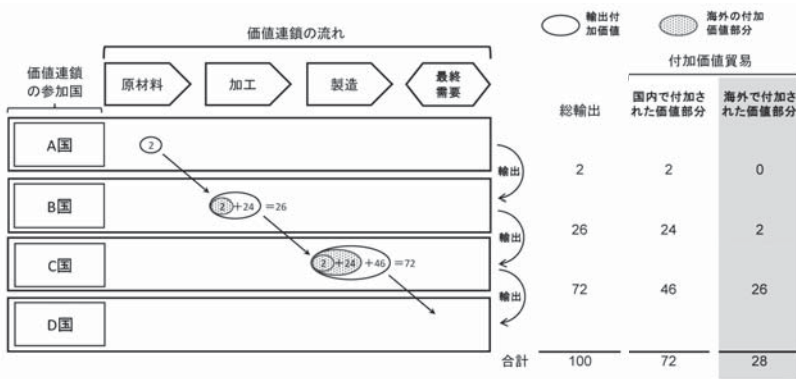 価値連鎖の流れ
輸出付
加価値
海外の付加
価値部分
価値連鎖
の参加国
原材料
加工
製造
最終
需要
付加価値貿易
総輸出
国内で付加さ
れた価値部分
海外で付加さ
れた価値部分
A国
2
輸出
2
2
0
B国
2+24=26
輸出
26
24
2
C国
2+24+46=72
輸出
72
46
26
D国
合計
100
72
28